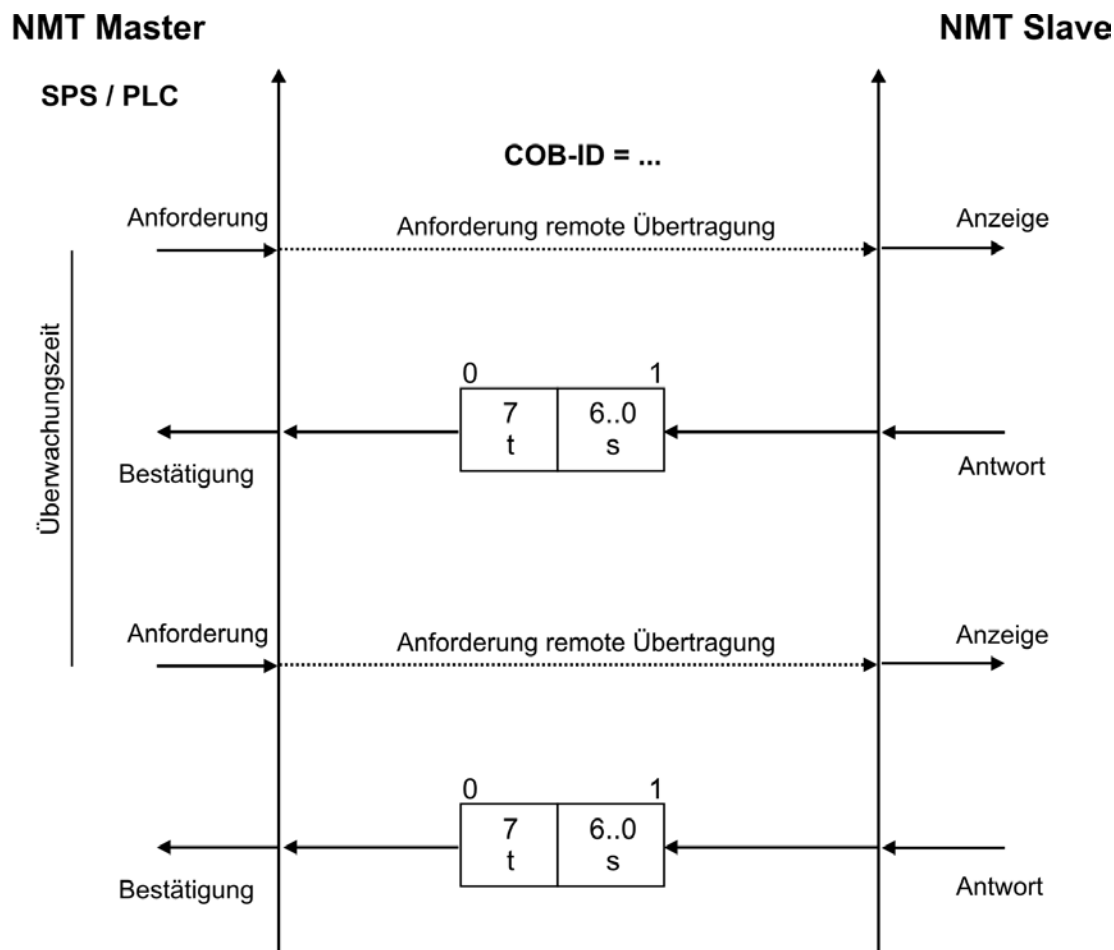 NMT Master
NMT Slave
SPS / PLC
COB-ID = ...
Anforderung
Anforderung remote Übertragung
Anzeige
Überwachungszeit
0 1
7 6..0
t s
Bestätigung
Antwort
Anforderung
Anforderung remote Übertragung
Anzeige
0 1
7 6..0
t s
Bestätigung
Antwort